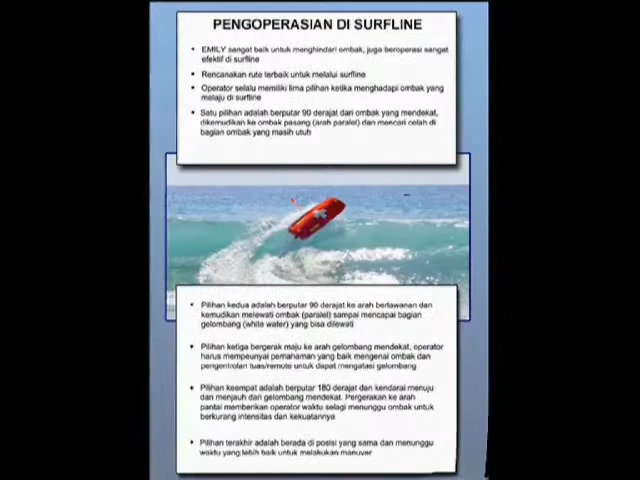 PENGOPERASIAN DI SURFLINE
• EMILY sangat baik untuk menghindari ombak, juga beroperasi sangat
efektif di surfline
• Rencanakan rute terbaik untuk melalui surfline
• Operator selalu memiliki lima pilihan ketika menghadapi ombak yang
melaju di surfline
• Satu pilihan adalah berputar 90 derajat dari ombak yang mendekat,
dikemudikan ke ombak pasang (arah paralel) dan mencari celah di
bagian ombak yang masih utuh
• Pilihan kedua adalah berputar 90 derajat ke arah berlawanan dan
kemudikan melewati ombak (paralel) sampai mencapai bagian
gelombang (white water) yang bisa dilewati
• Pilihan ketiga bergerak maju ke arah gelombang mendekat, operator
harus mempeunyai pemahaman yang baik mengenai ombak dan
pengontrolan tuas/remote untuk dapat mengatasi gelombang
• Pilihan keempat adalah berputar 180 derajat dan kendarai menuju
dan menjauh dari gelombang mendekat. Pergerakan ke arah
pantai memberikan operator waktu selagi menunggu ombak untuk
berkurang intensitas dan kekuatannya
• Pilihan terakhir adalah berada di posisi yang sama dan menunggu
waktu yang lebih baik untuk melakukan manuver